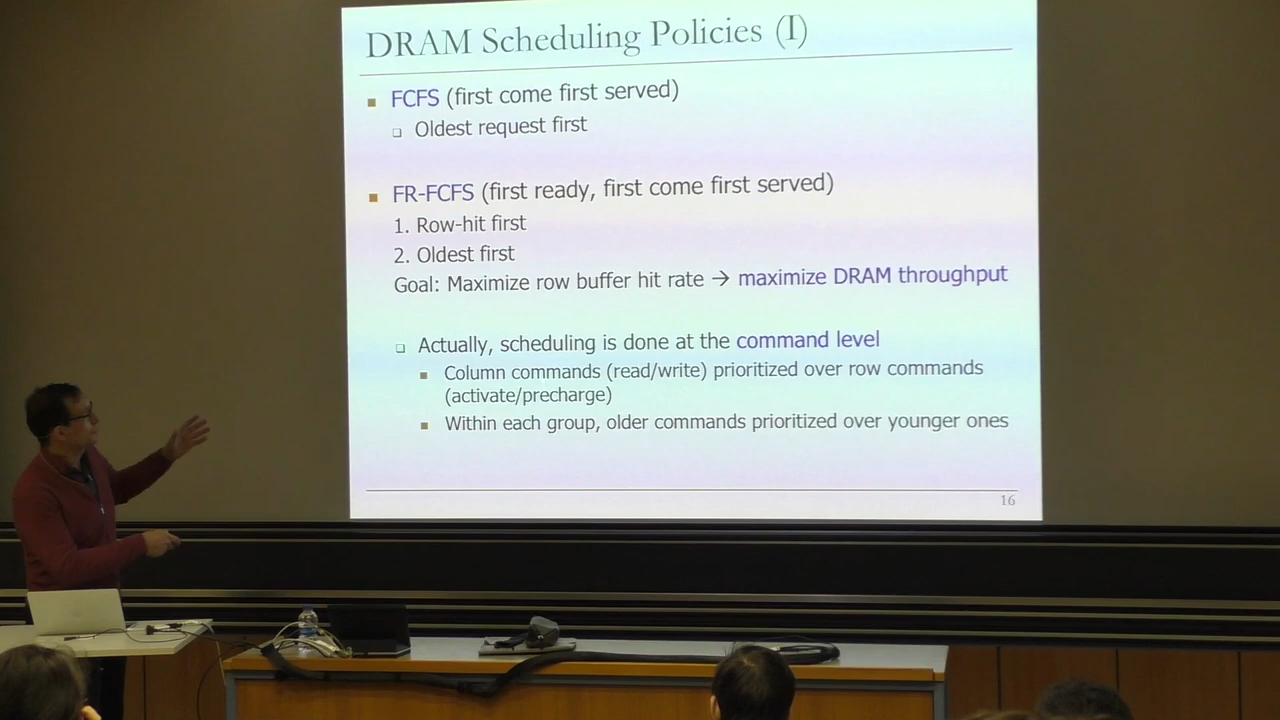 DRAM Scheduling Policies (I)
FCFS (first come first served)
Oldest request first
FR-FCFS (first ready, first come first served)
1. Row-hit first
2. Oldest first
Goal: Maximize row buffer hit rate → maximize DRAM throughput
Actually, scheduling is done at the command level
Column commands (read/write) prioritized over row commands
(activate/precharge)
Within each group, older commands prioritized over younger ones
16